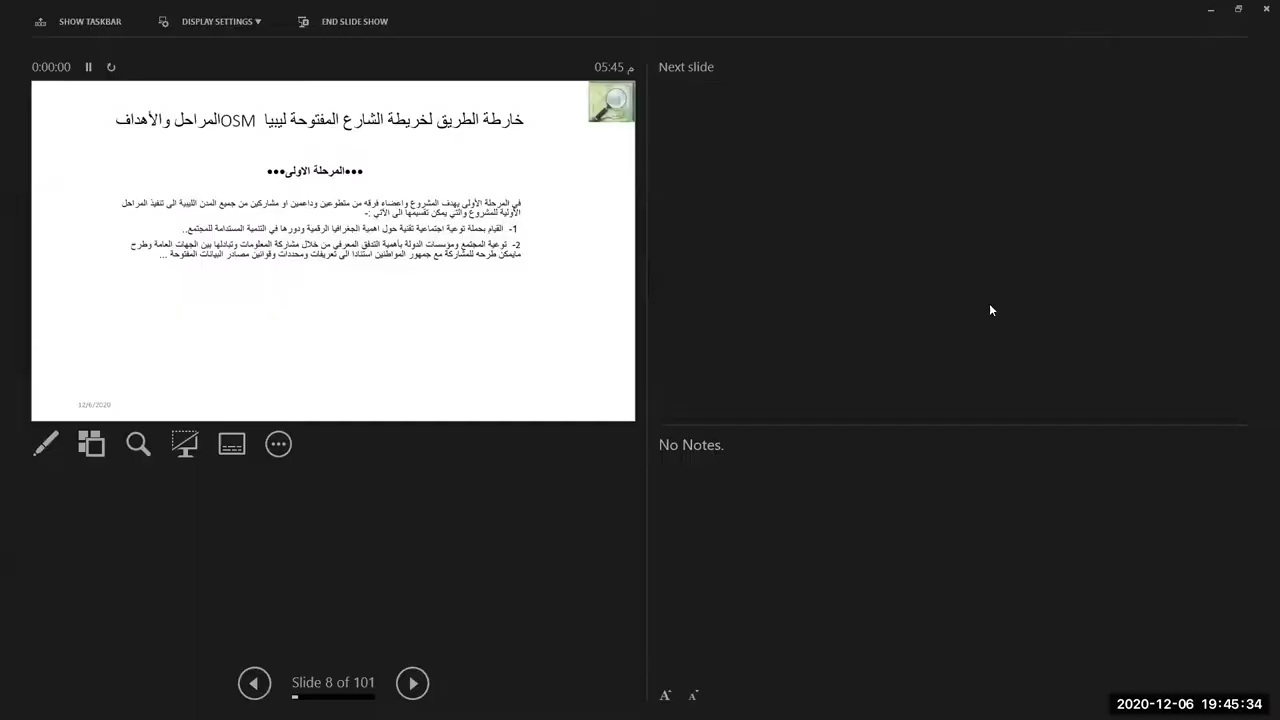 SHOW TASKBAR DISPLAY SETTINGS ▼ END SLIDE SHOW
0:00:00
05:45 م
Next slide
خارطة الطريق لخريطة الشارع المفتوحة ليبيا OSMالمراحل والأهداف
•••المرحلة الاولى•••
في المرحلة الأولى يهدف المشروع واعضاء فرقه من متطوعين وداعمين او مشاركين من جميع المدن الليبية الى تنفيذ المراحل
الأولية للمشروع والتي يمكن تقسيمها الى الاتي :-
1- القيام بحملة توعية اجتماعية تقنية حول اهمية الجغرافيا الرقمية ودورها في التنمية المستدامة للمجتمع..
2- توعية المجتمع ومؤسسات الدولة بأهمية التدفق المعرفي من خلال مشاركة المعلومات وتبادلها بين الجهات العامة وطرح
مايمكن طرحه للمشاركة مع جمهور المواطنين استنادا الى تعريفات ومحددات وقوانين مصادر البيانات المفتوحة ...
12/6/2020
No Notes.
Slide 8 of 101
A A
2020-12-06 19:45:34